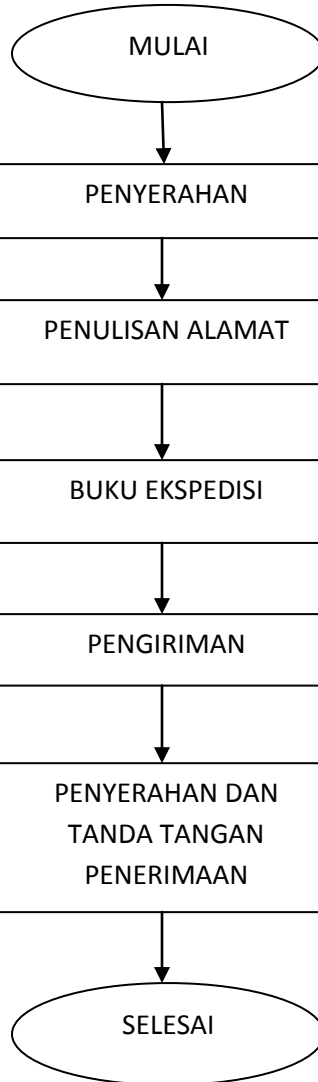 MULAI
PENYERAHAN
PENULISAN ALAMAT
BUKU EKSPEDISI
PENGIRIMAN
PENYERAHAN DAN
TANDA TANGAN
PENERIMAAN
SELESAI